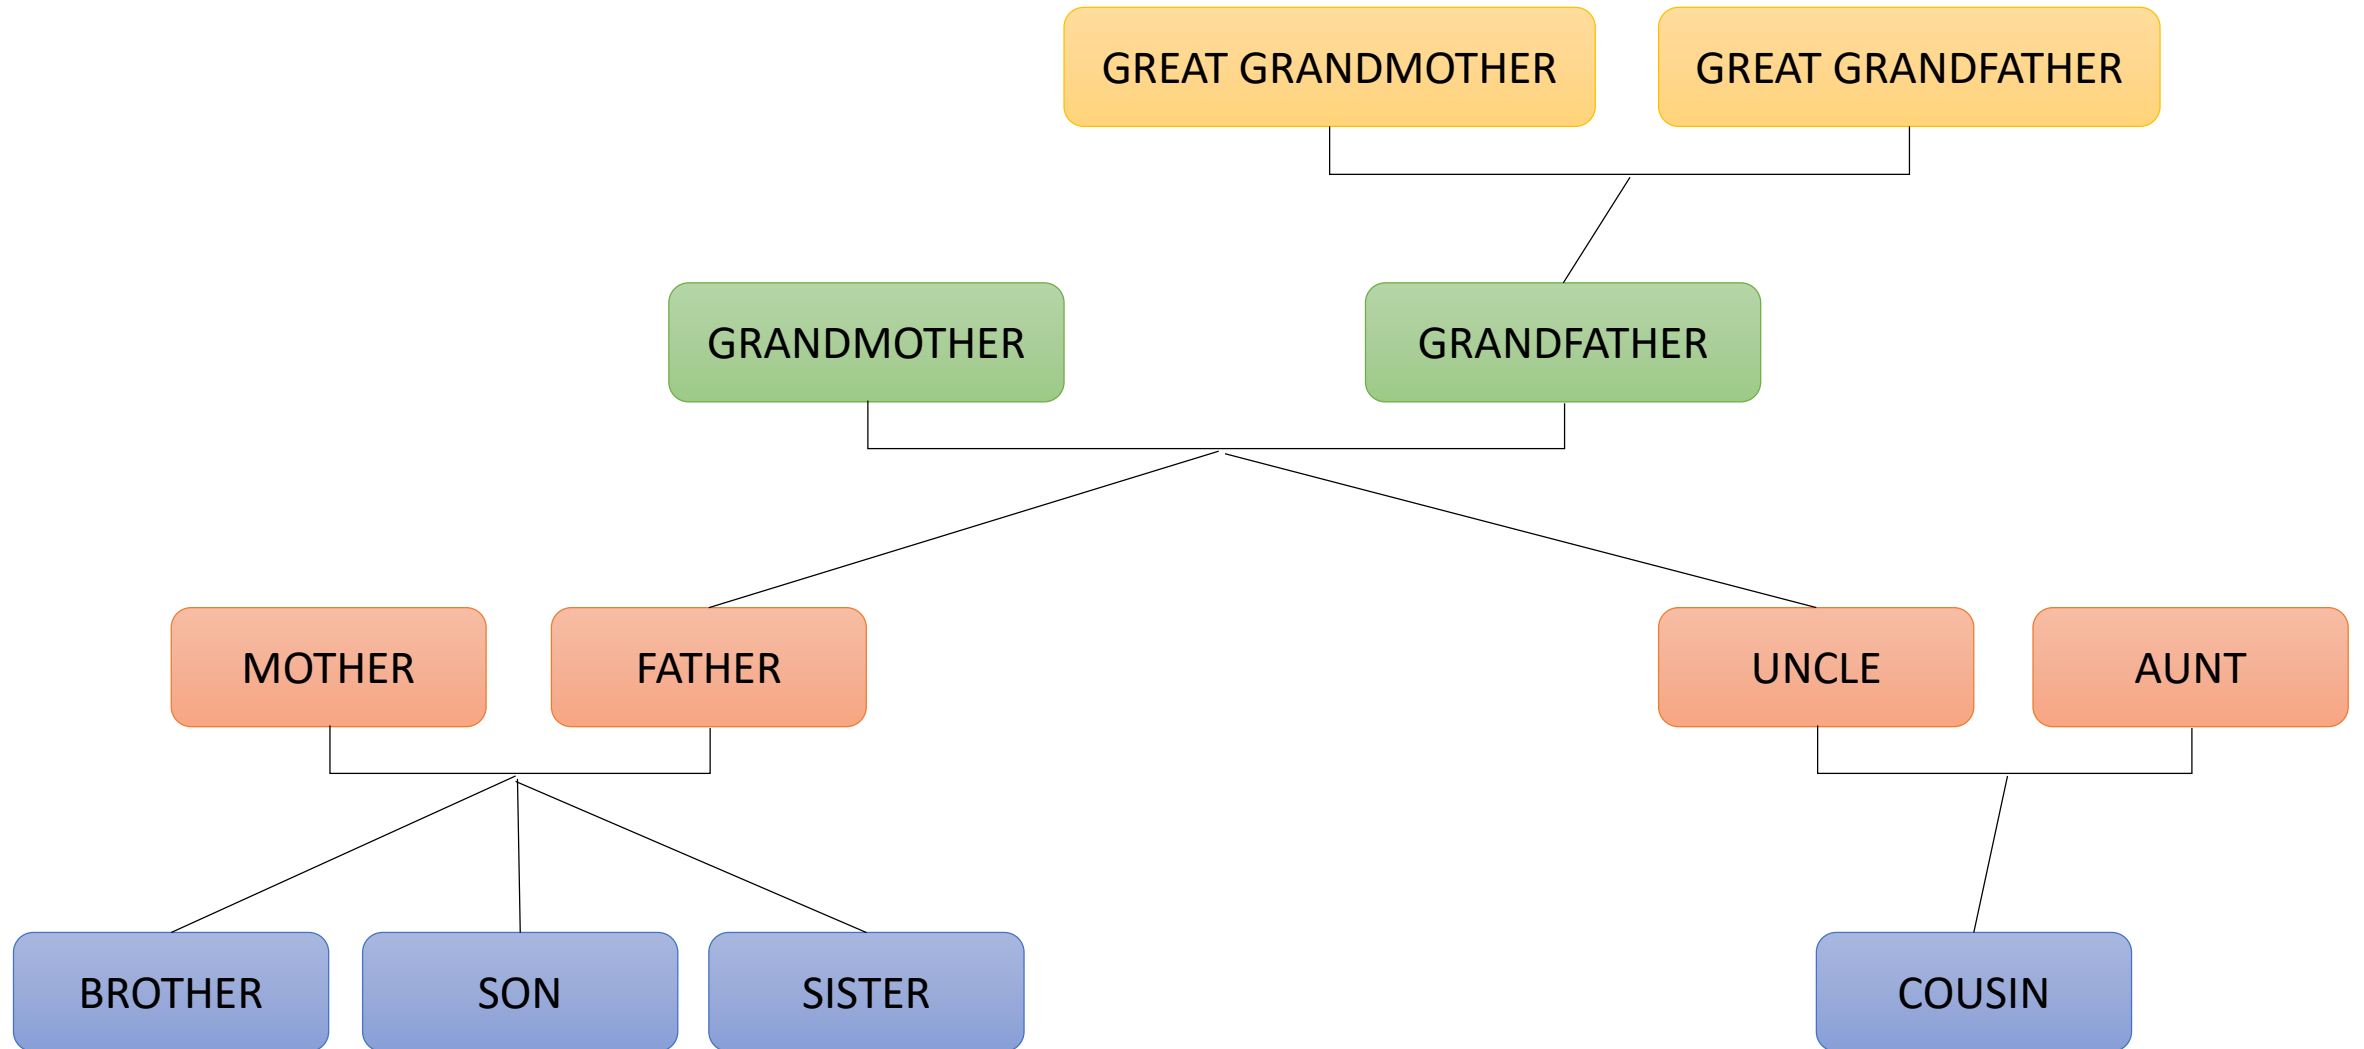 GREAT GRANDMOTHER
GREAT GRANDFATHER
GRANDMOTHER
GRANDFATHER
MOTHER
FATHER
UNCLE
AUNT
BROTHER
SON
SISTER
COUSIN